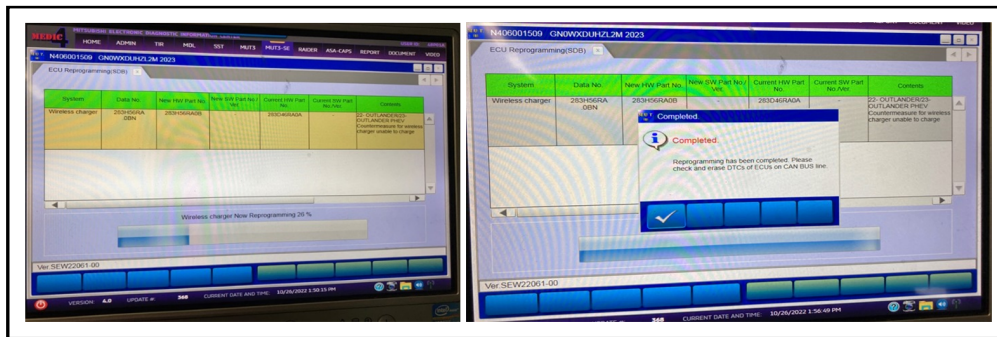 MEDIC
MITSUBISHI ELECTRONIC DIAGNOSTIC INFORMATION
HOME ADMIN TIR MDL SST MUT3 MUT3-SE RAIDER ASA-CAPS REPORT DOCUMENT VIDEO
N406001509 GN0WXDUHZL2M 2023
ECU Reprogramming(SDB)
System Data No. New HW Part No. New SW Part No./ Ver. Current HW Part No. Current SW Part No./Ver. Contents
Wireless charger 283H56RA 0BN 283H56RA0B 283D46RA0A
22- OUTLANDER/23-
OUTLANDER PHEV
Countermeasure for wireless
charger unable to charge
Wireless charger Now Reprogramming 26 %
Ver.SEW22061-00
VERSION 4.0 UPDATE #: 368 CURRENT DATE AND TIME: 10/26/2022 1:50:15 PM
VIDEO
N406001509 GN0WXDUHZL2M 2023
ECU Reprogramming(SDB)
System Data No. New HW Part No. New SW Part No./ Ver. Current HW Part No. Current SW Part No./Ver. Contents
Wireless charger 283H56RA 0BN 283H56RA0B - 283D46RA0A -
22- OUTLANDER/23-
OUTLANDER PHEV
Countermeasure for wireless
charger unable to charge
Completed
Completed.
Reprogramming has been completed. Please
check and erase DTCs of ECUs on CAN BUS line.
Ver.SEW22061-00
368 CURRENT DATE AND TIME: 10/26/2022 1:56:49 PM